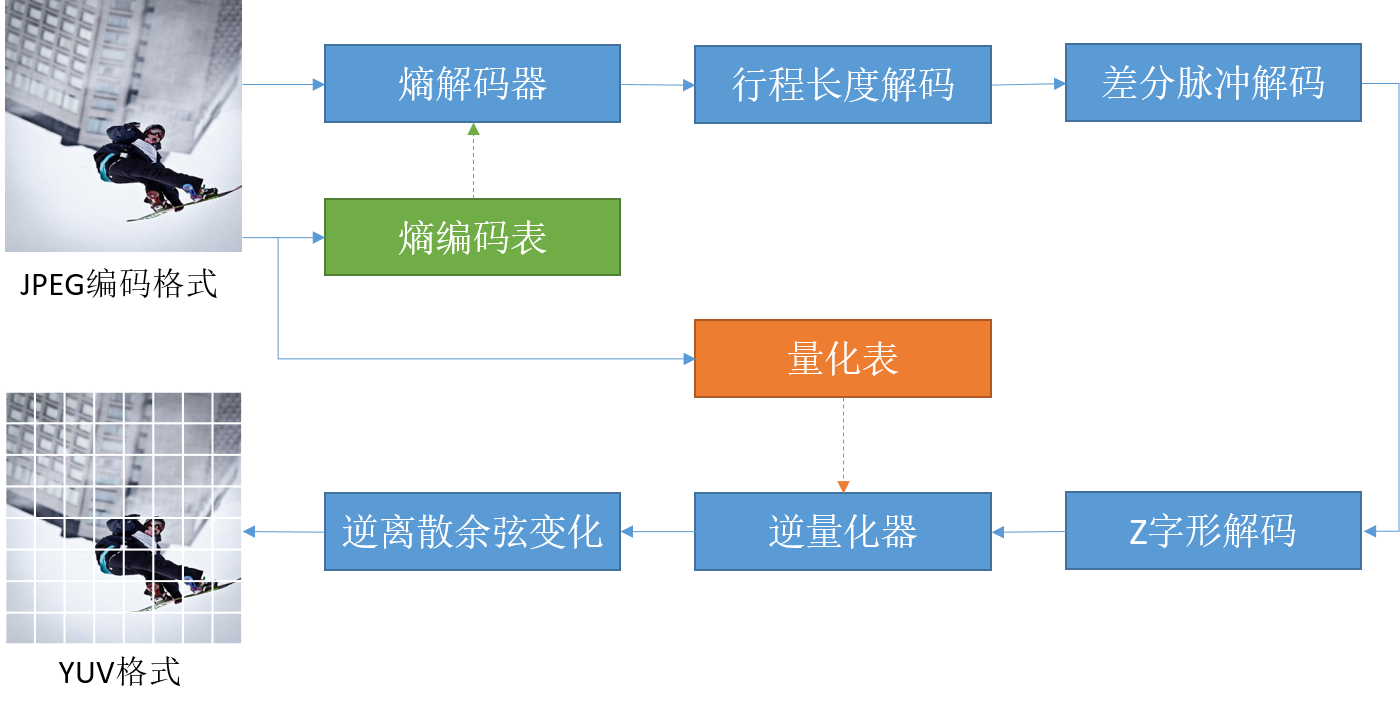 熵解码器
行程长度解码
差分脉冲解码
熵编码表
JPEG编码格式
量化表
逆离散余弦变化
逆量化器
Z字形解码
YUV格式